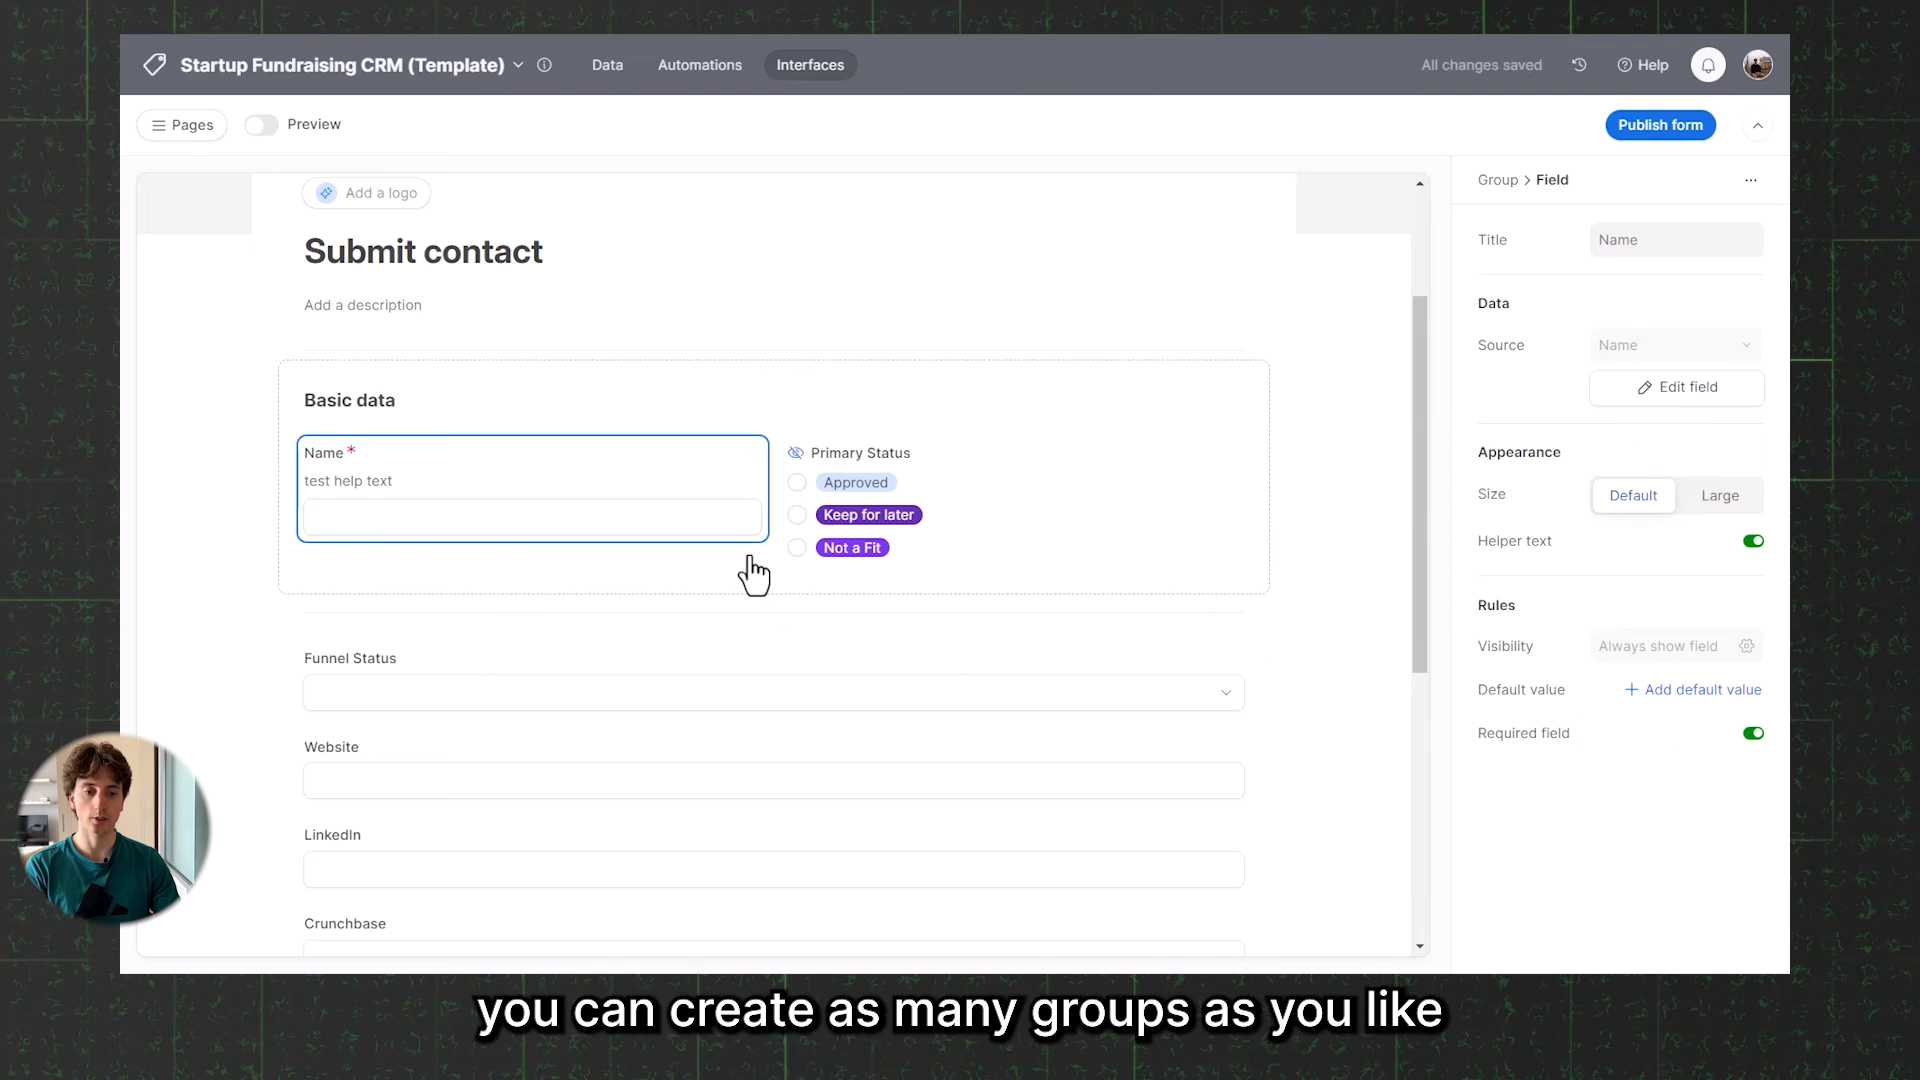 Startup Fundraising CRM (Template)
Data
Automations
Interfaces
All changes saved
Help
Pages
Preview
Publish form
Add a logo
Submit contact
Add a description
Basic data
Name *
test help text
Primary Status
Approved
Keep for later
Not a Fit
Funnel Status
Website
LinkedIn
Crunchbase
Group > Field
...
Title
Name
Data
Source
Name
Edit field
Appearance
Size
Default
Large
Helper text
Rules
Visibility
Always show field
Default value
+ Add default value
Required field
you can create as many groups as you like